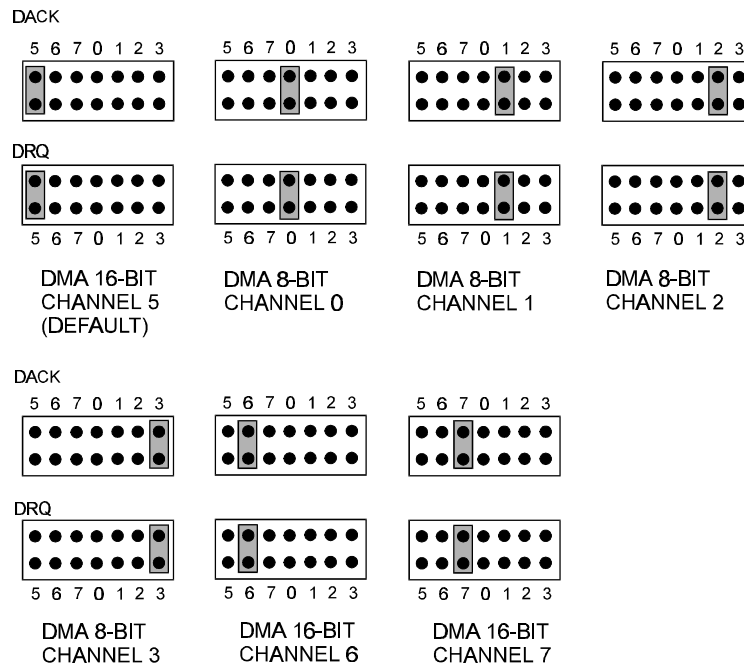 DACK
5 6 7 0 1 2 3 5 6 7 0 1 2 3 5 6 7 0 1 2 3 5 6 7 0 1 2 3
DRQ
5 6 7 0 1 2 3 5 6 7 0 1 2 3 5 6 7 0 1 2 3 5 6 7 0 1 2 3
DMA 16-BIT
CHANNEL 5
(DEFAULT)
DMA 8-BIT
CHANNEL 0
DMA 8-BIT
CHANNEL 1
DMA 8-BIT
CHANNEL 2
DACK
5 6 7 0 1 2 3 5 6 7 0 1 2 3 5 6 7 0 1 2 3
DRQ
5 6 7 0 1 2 3 5 6 7 0 1 2 3 5 6 7 0 1 2 3
DMA 8-BIT
CHANNEL 3
DMA 16-BIT
CHANNEL 6
DMA 16-BIT
CHANNEL 7